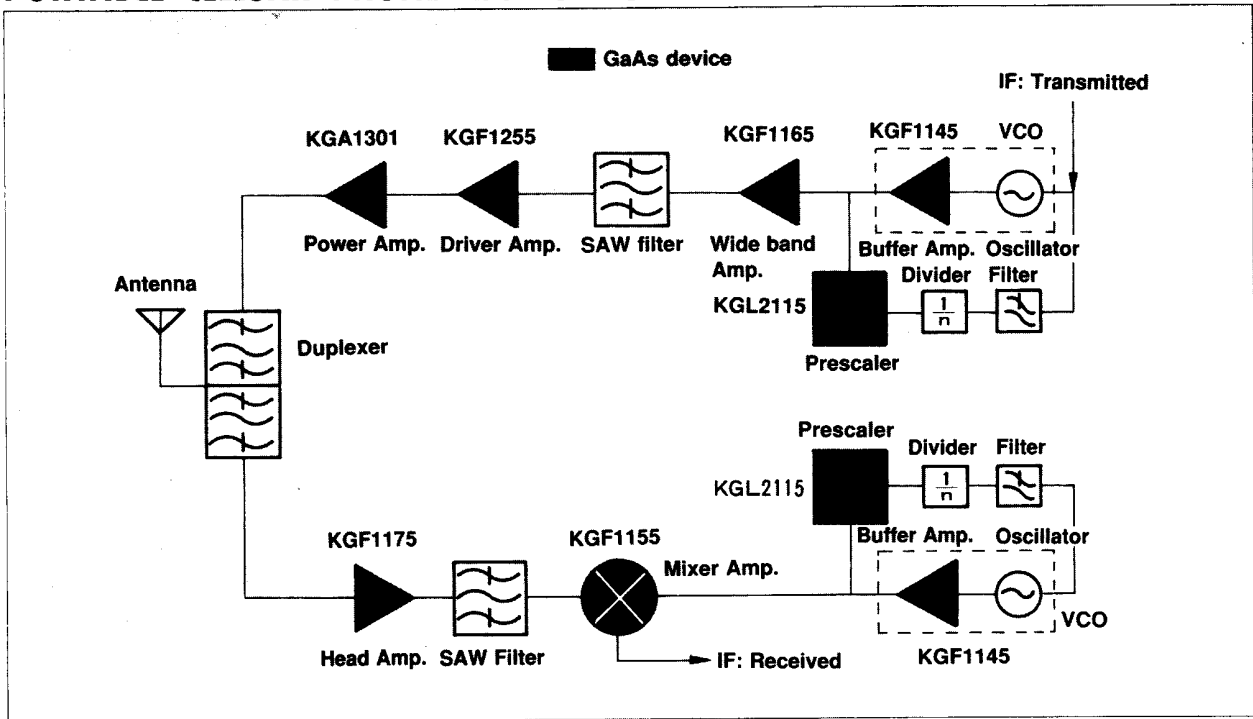 GaAs device
IF: Transmitted
KGA1301
KGF1255
KGF1165
KGF1145
VCO
Power Amp.
Driver Amp.
SAW filter
Wide band
Amp.
Buffer Amp.
Oscillator
KGL2115
Divider
Filter
1
n
Prescaler
Antenna
Duplexer
Prescaler
KGL2115
Divider
Filter
1
n
Buffer Amp.
Oscillator
KGF1175
KGF1155
Mixer Amp.
VCO
Head Amp.
SAW Filter
IF: Received
KGF1145